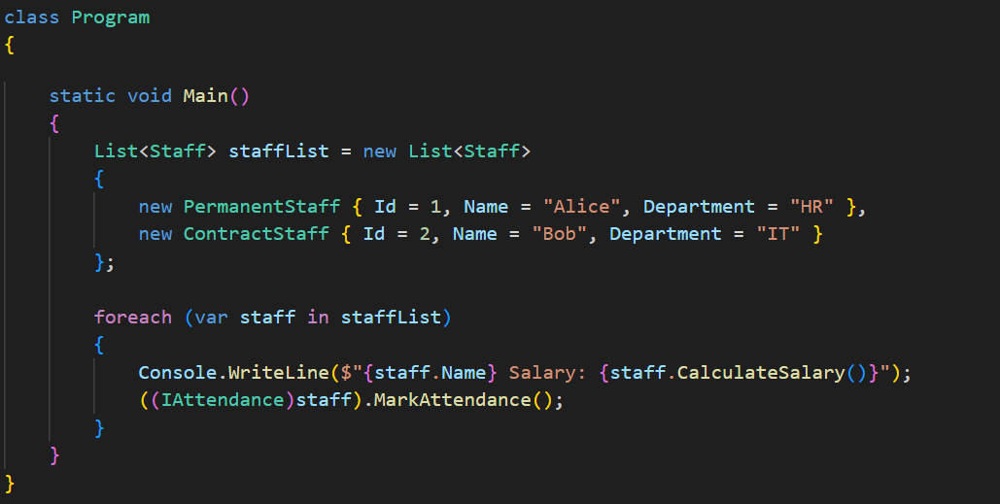 class Program
{
    static void Main()
    {
        List<Staff> staffList = new List<Staff>
        {
            new PermanentStaff { Id = 1, Name = "Alice", Department = "HR" },
            new ContractStaff { Id = 2, Name = "Bob", Department = "IT" }
        };
        foreach (var staff in staffList)
        {
            Console.WriteLine($"{staff.Name} Salary: {staff.CalculateSalary()}");
            ((IAttendance)staff).MarkAttendance();
        }
    }
}